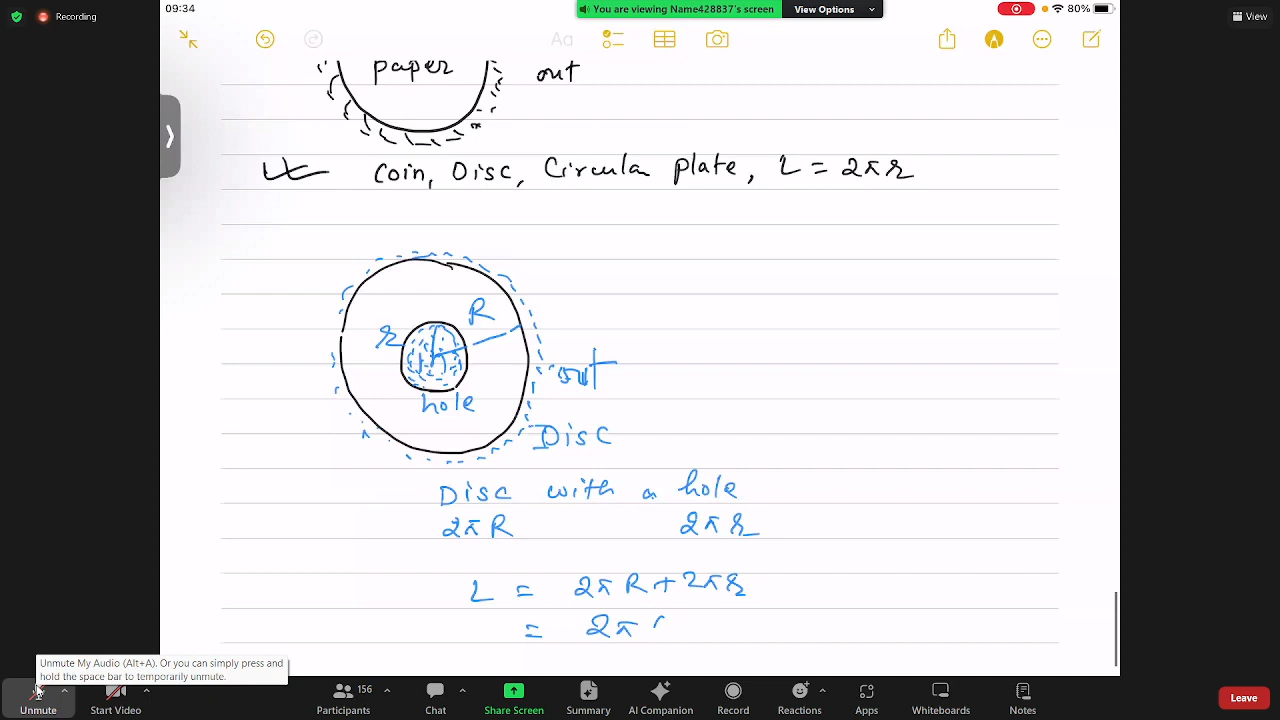 09:34
You are viewing Name428837's screen
View Options
80%
Recording
View
Aa
paper
out
Coin, Disc, Circular plate, L = 2πr
R
r
out
hole
Disc
Disc with a hole
2πR 2πr
L = 2πR + 2πr
= 2π (
Unmute My Audio (Alt+A). Or you can simply press and
hold the space bar to temporarily unmute.
Unmute
Start Video
156
Participants
Chat
Share Screen
Summary
AI Companion
Record
Reactions
Apps
Whiteboards
Notes
Leave